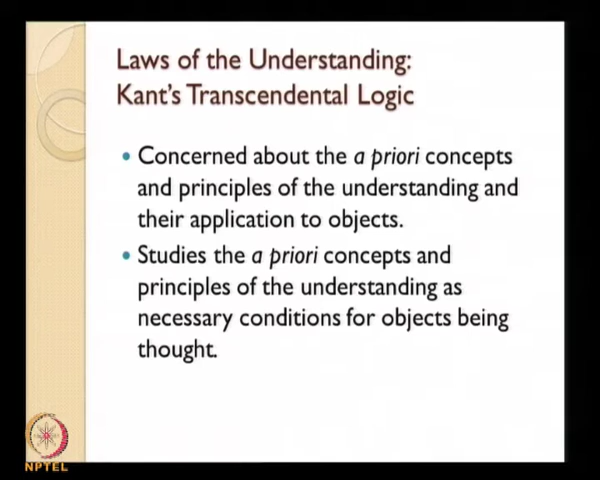 Laws of the Understanding:
Kant's Transcendental Logic
• Concerned about the a priori concepts
and principles of the understanding and
their application to objects.
• Studies the a priori concepts and
principles of the understanding as
necessary conditions for objects being
thought.
NPTEL